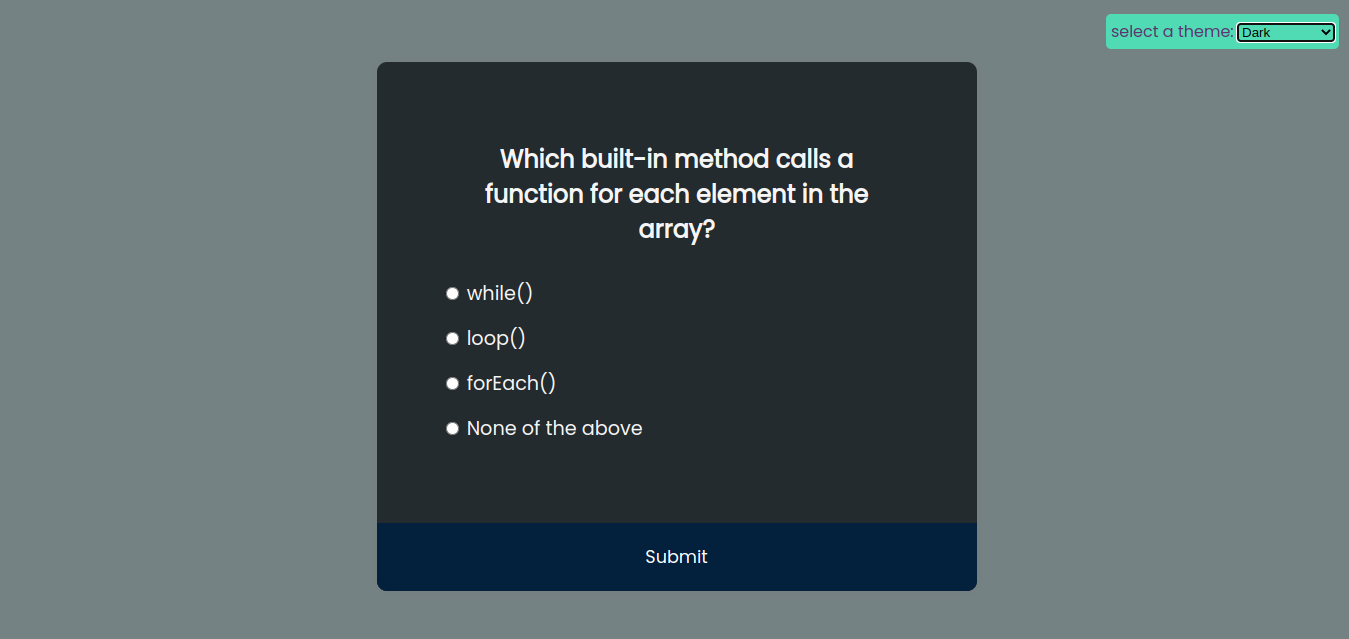 select a theme: Dark
Which built-in method calls a
function for each element in the
array?
while()
loop()
forEach()
None of the above
Submit